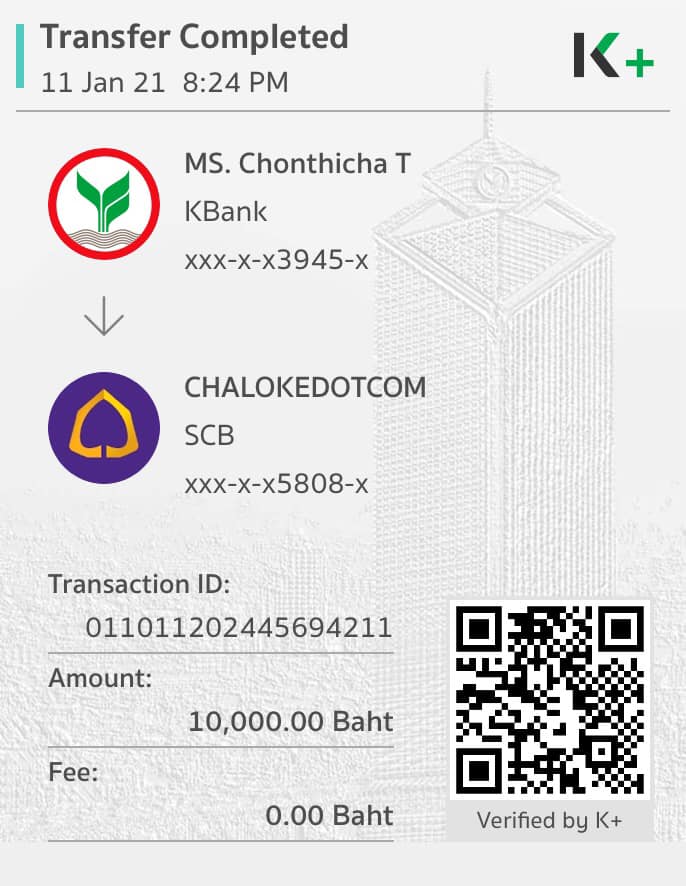 Transfer Completed
11 Jan 21 8:24 PM
K+
MS. Chonthicha T
KBank
xxx-x-x3945-x
CHALOKEDOTCOM
SCB
xxx-x-x5808-x
Transaction ID:
011011202445694211
Amount:
10,000.00 Baht
Fee:
0.00 Baht
Verified by K+